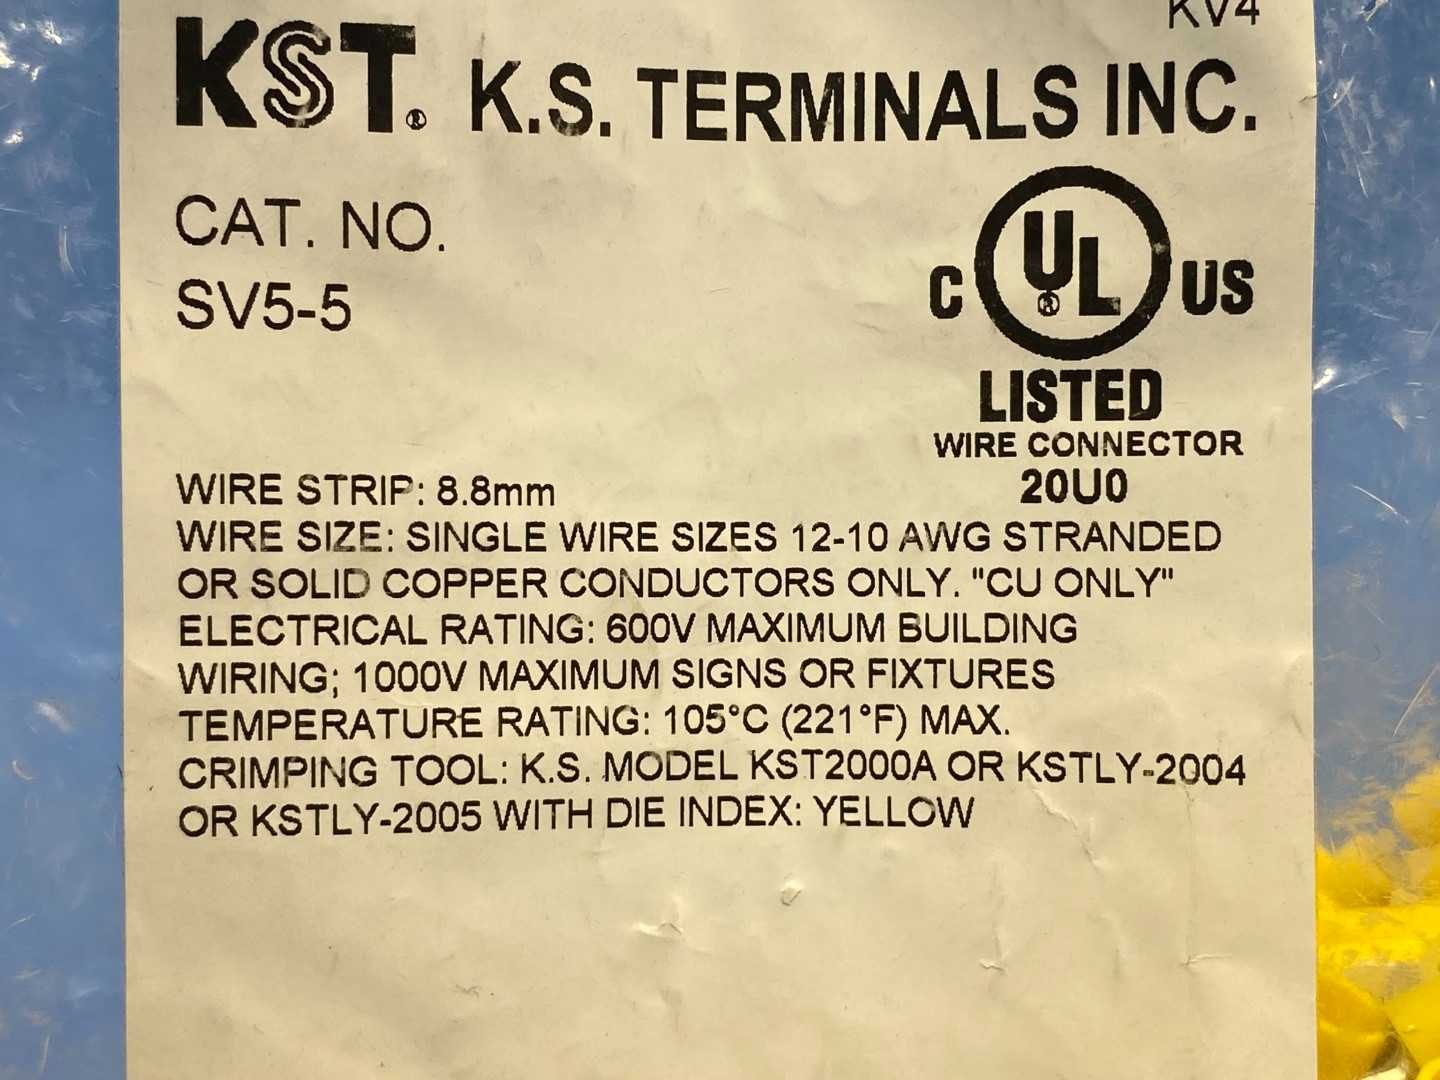 KV4
KST® K.S. TERMINALS INC.
CAT. NO.
SV5-5
C UL® US
LISTED
WIRE CONNECTOR
20U0
WIRE STRIP: 8.8mm
WIRE SIZE: SINGLE WIRE SIZES 12-10 AWG STRANDED
OR SOLID COPPER CONDUCTORS ONLY. "CU ONLY"
ELECTRICAL RATING: 600V MAXIMUM BUILDING
WIRING; 1000V MAXIMUM SIGNS OR FIXTURES
TEMPERATURE RATING: 105°C (221°F) MAX.
CRIMPING TOOL: K.S. MODEL KST2000A OR KSTLY-2004
OR KSTLY-2005 WITH DIE INDEX: YELLOW